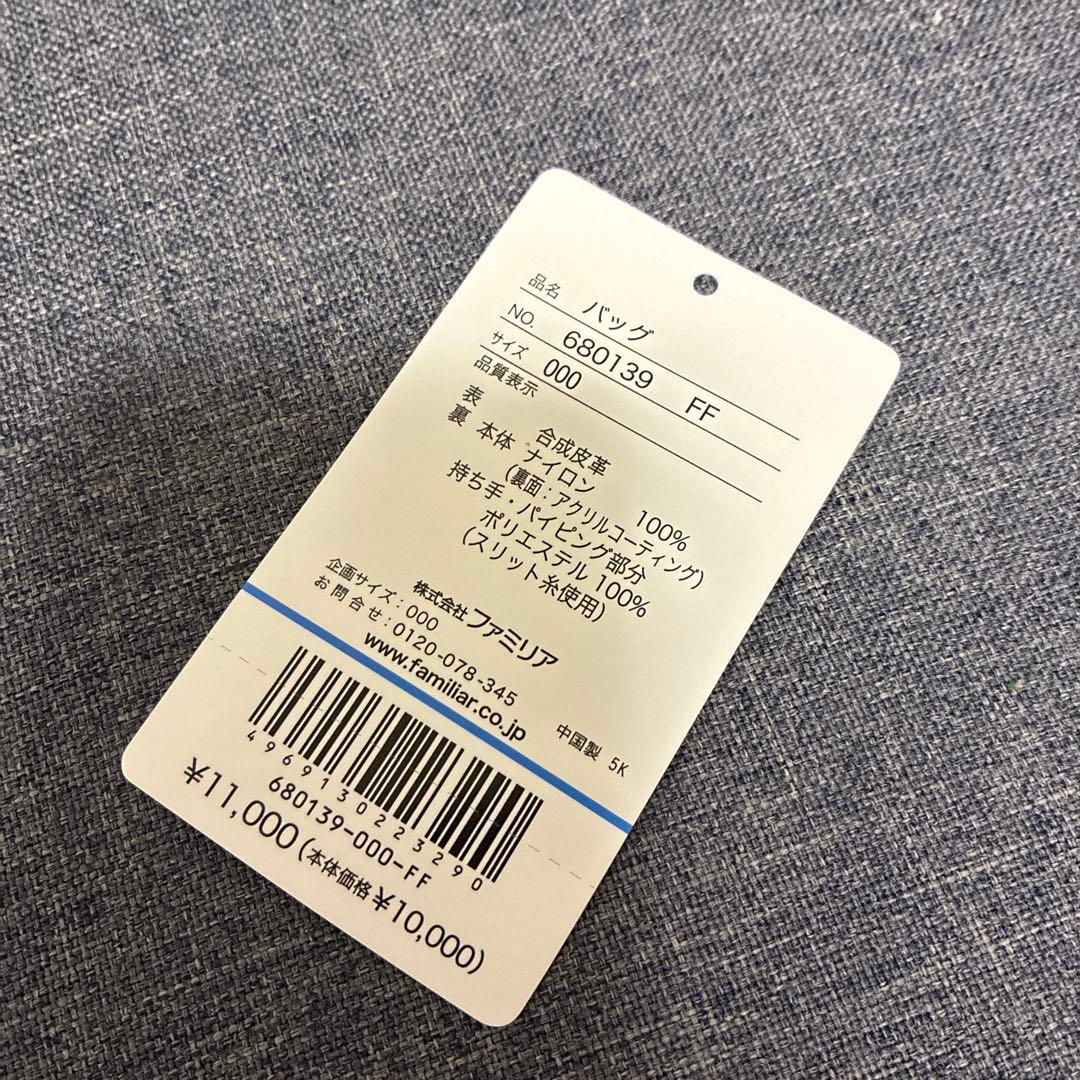 品名 バッグ
NO. 680139 FF
サイズ 000
品質表示
表 合成皮革 100%
裏 本体 ナイロン
(裏面:アクリルコーティング)
持ち手・パイピング部分
ポリエステル 100%
(スリット糸使用)
株式会社 ファミリア
企画サイズ:000
お問合せ:0120-078-345
www.familiar.co.jp
中国製 5K
4969130223290
680139-000-FF
¥11,000 (本体価格 ¥10,000)